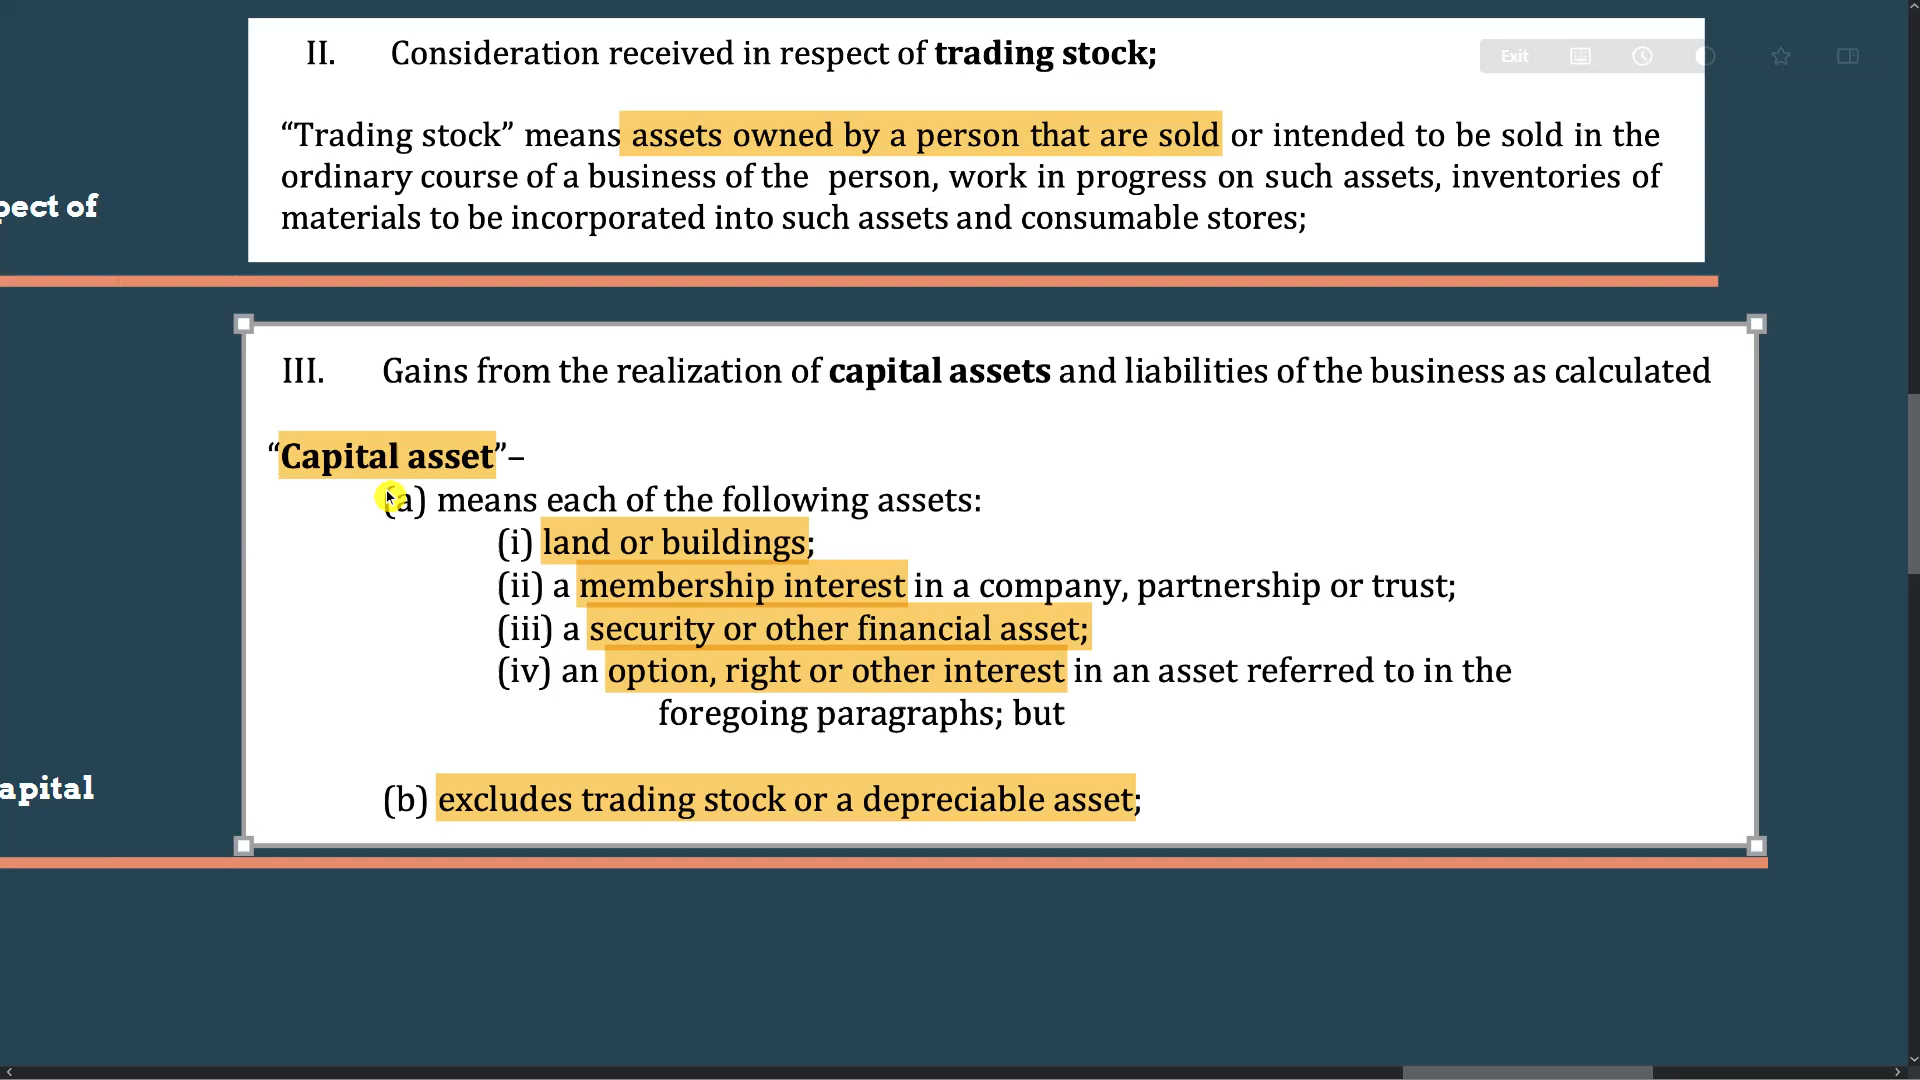 II. Consideration received in respect of trading stock;
Exit
“Trading stock” means assets owned by a person that are sold or intended to be sold in the
ordinary course of a business of the person, work in progress on such assets, inventories of
materials to be incorporated into such assets and consumable stores;
pect of
III. Gains from the realization of capital assets and liabilities of the business as calculated
“Capital asset”–
(a) means each of the following assets:
(i) land or buildings;
(ii) a membership interest in a company, partnership or trust;
(iii) a security or other financial asset;
(iv) an option, right or other interest in an asset referred to in the
foregoing paragraphs; but
apital
(b) excludes trading stock or a depreciable asset;